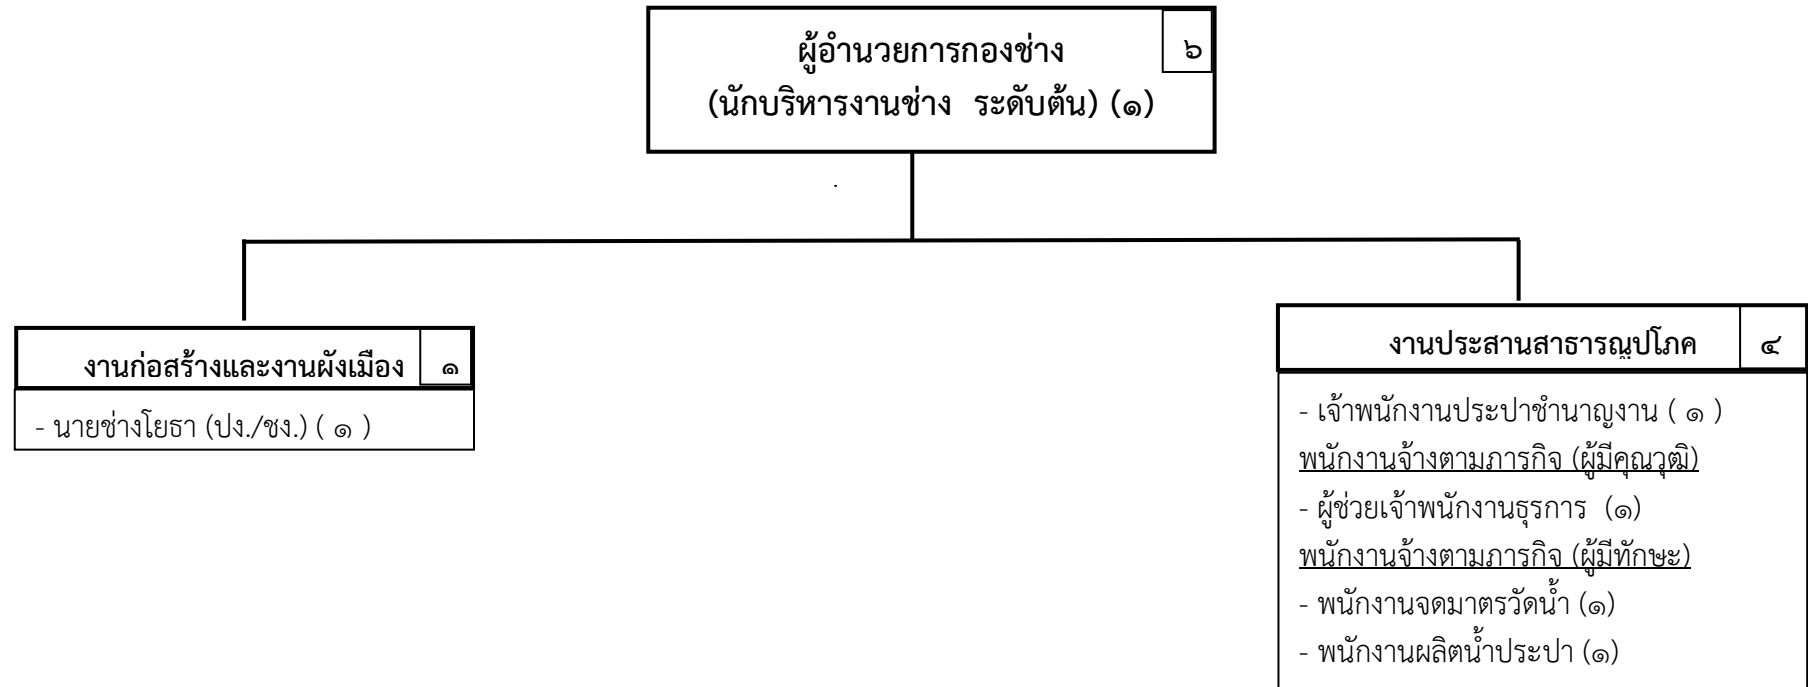 ผู้อำนวยการกองช่าง ๖
(นักบริหารงานช่าง ระดับต้น) (๑)
งานก่อสร้างและงานผังเมือง ๑
- นายช่างโยธา (ปง./ชง.) ( ๑ )
งานประสานสาธารณูปโภค ๔
- เจ้าพนักงานประปาชำนาญงาน ( ๑ )
พนักงานจ้างตามภารกิจ (ผู้มีคุณวุฒิ)
- ผู้ช่วยเจ้าพนักงานธุรการ (๑)
พนักงานจ้างตามภารกิจ (ผู้มีทักษะ)
- พนักงานจดมาตรวัดน้ำ (๑)
- พนักงานผลิตน้ำประปา (๑)